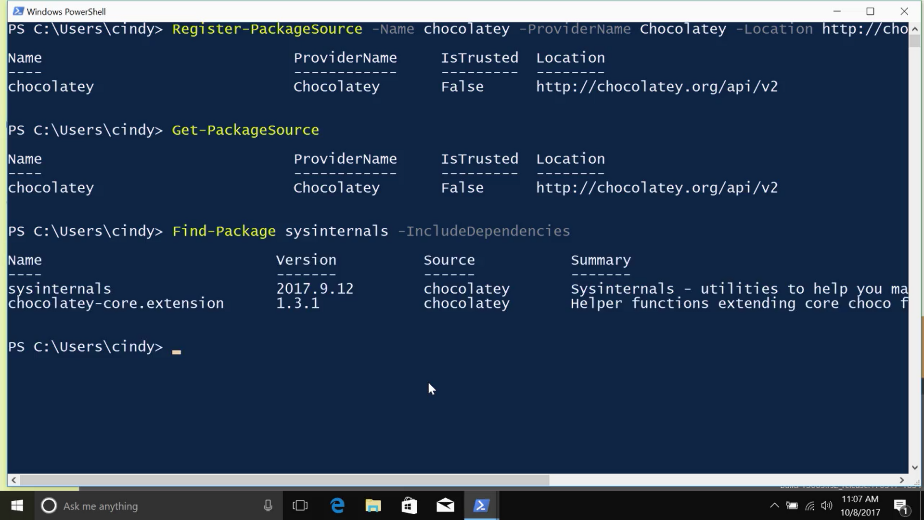 Windows PowerShell
PS C:\Users\cindy> Register-PackageSource -Name chocolatey -ProviderName Chocolatey -Location http://cho
Name ProviderName IsTrusted Location
---- ------------ --------- --------
chocolatey Chocolatey False http://chocolatey.org/api/v2
PS C:\Users\cindy> Get-PackageSource
Name ProviderName IsTrusted Location
---- ------------ --------- --------
chocolatey Chocolatey False http://chocolatey.org/api/v2
PS C:\Users\cindy> Find-Package sysinternals -IncludeDependencies
Name Version Source Summary
---- ------- ------ -------
sysinternals 2017.9.12 chocolatey Sysinternals - utilities to help you ma
chocolatey-core.extension 1.3.1 chocolatey Helper functions extending core choco f
PS C:\Users\cindy>
Ask me anything
11:07 AM
10/8/2017
1